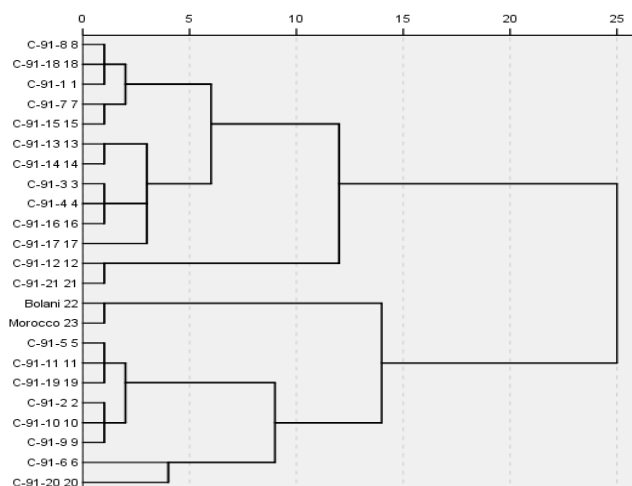 0 5 10 15 20 25
C-91-8 8
C-91-18 18
C-91-1 1
C-91-7 7
C-91-15 15
C-91-13 13
C-91-14 14
C-91-3 3
C-91-4 4
C-91-16 16
C-91-17 17
C-91-12 12
C-91-21 21
Bolani 22
Morocco 23
C-91-5 5
C-91-11 11
C-91-19 19
C-91-2 2
C-91-10 10
C-91-9 9
C-91-6 6
C-91-20 20